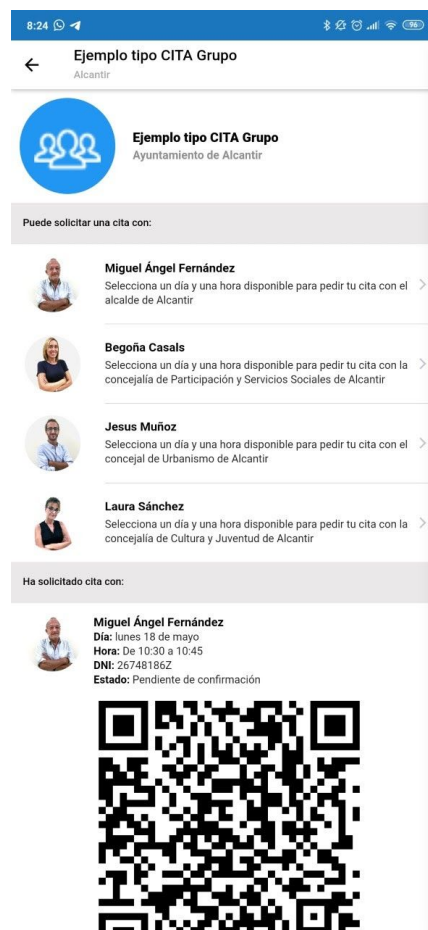 8:24
96
Ejemplo tipo CITA Grupo
Alcantir
Ejemplo tipo CITA Grupo
Ayuntamiento de Alcantir
Puede solicitar una cita con:
Miguel Ángel Fernández
Selecciona un día y una hora disponible para pedir tu cita con el
alcalde de Alcantir
Begoña Casals
Selecciona un día y una hora disponible para pedir tu cita con la
concejalía de Participación y Servicios Sociales de Alcantir
Jesus Muñoz
Selecciona un día y una hora disponible para pedir tu cita con el
concejal de Urbanismo de Alcantir
Laura Sánchez
Selecciona un día y una hora disponible para pedir tu cita con la
concejalía de Cultura y Juventud de Alcantir
Ha solicitado cita con:
Miguel Ángel Fernández
Día: lunes 18 de mayo
Hora: De 10:30 a 10:45
DNI: 26748186Z
Estado: Pendiente de confirmación